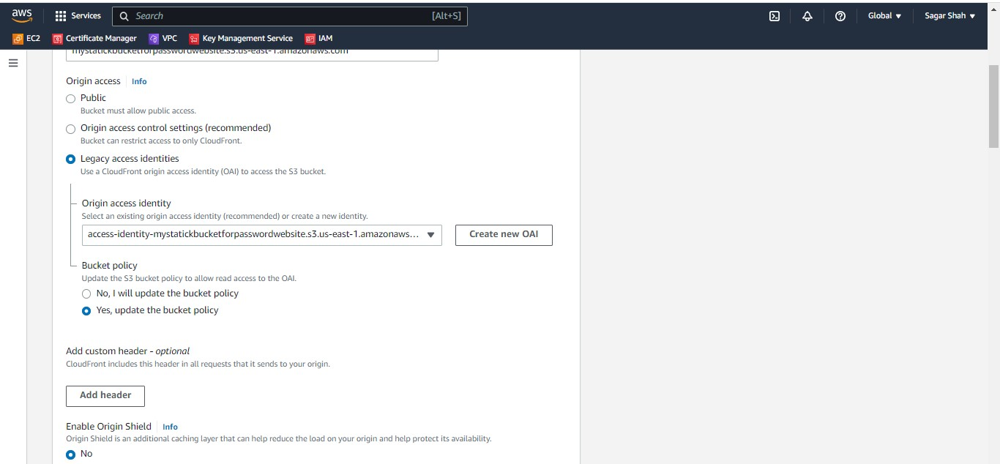 aws
Services
Search
[Alt+S]
Global
Sagar Shah
EC2
Certificate Manager
VPC
Key Management Service
IAM
mystatickbucketforpasswordwebsite.s3.us-east-1.amazonaws.com
Origin access
Info
Public
Bucket must allow public access.
Origin access control settings (recommended)
Bucket can restrict access to only CloudFront.
Legacy access identities
Use a CloudFront origin access identity (OAI) to access the S3 bucket.
Origin access identity
Select an existing origin access identity (recommended) or create a new identity.
access-identity-mystatickbucketforpasswordwebsite.s3.us-east-1.amazonaws...
Create new OAI
Bucket policy
Update the S3 bucket policy to allow read access to the OAI.
No, I will update the bucket policy
Yes, update the bucket policy
Add custom header - optional
CloudFront includes this header in all requests that it sends to your origin.
Add header
Enable Origin Shield
Info
Origin Shield is an additional caching layer that can help reduce the load on your origin and help protect its availability.
No